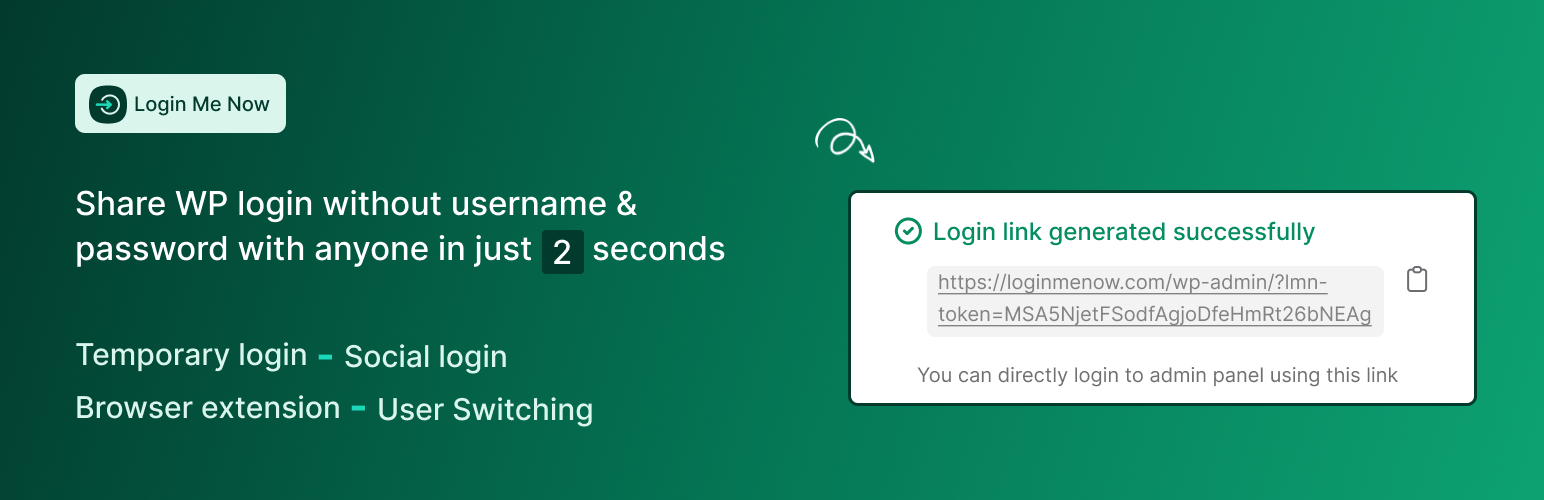 Login Me Now
Share WP login without username &
password with anyone in just 2 seconds
Temporary login - Social login
Browser extension - User Switching
Login link generated successfully
https://loginmenow.com/wp-admin/?lmn-
token=MSA5NjetFSodfAgjoDfeHmRt26bNEAg
You can directly login to admin panel using this link